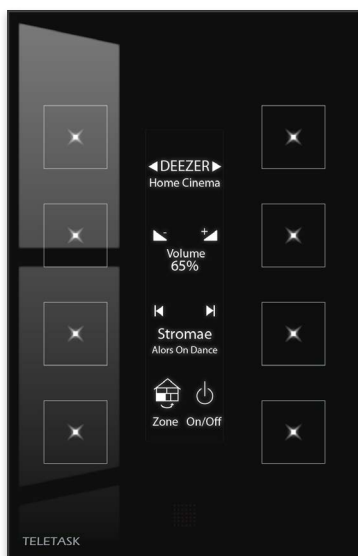 DEEZER
Home Cinema
- +
Volume
65%
Stromae
Alors On Dance
Zone On/Off
TELETASK